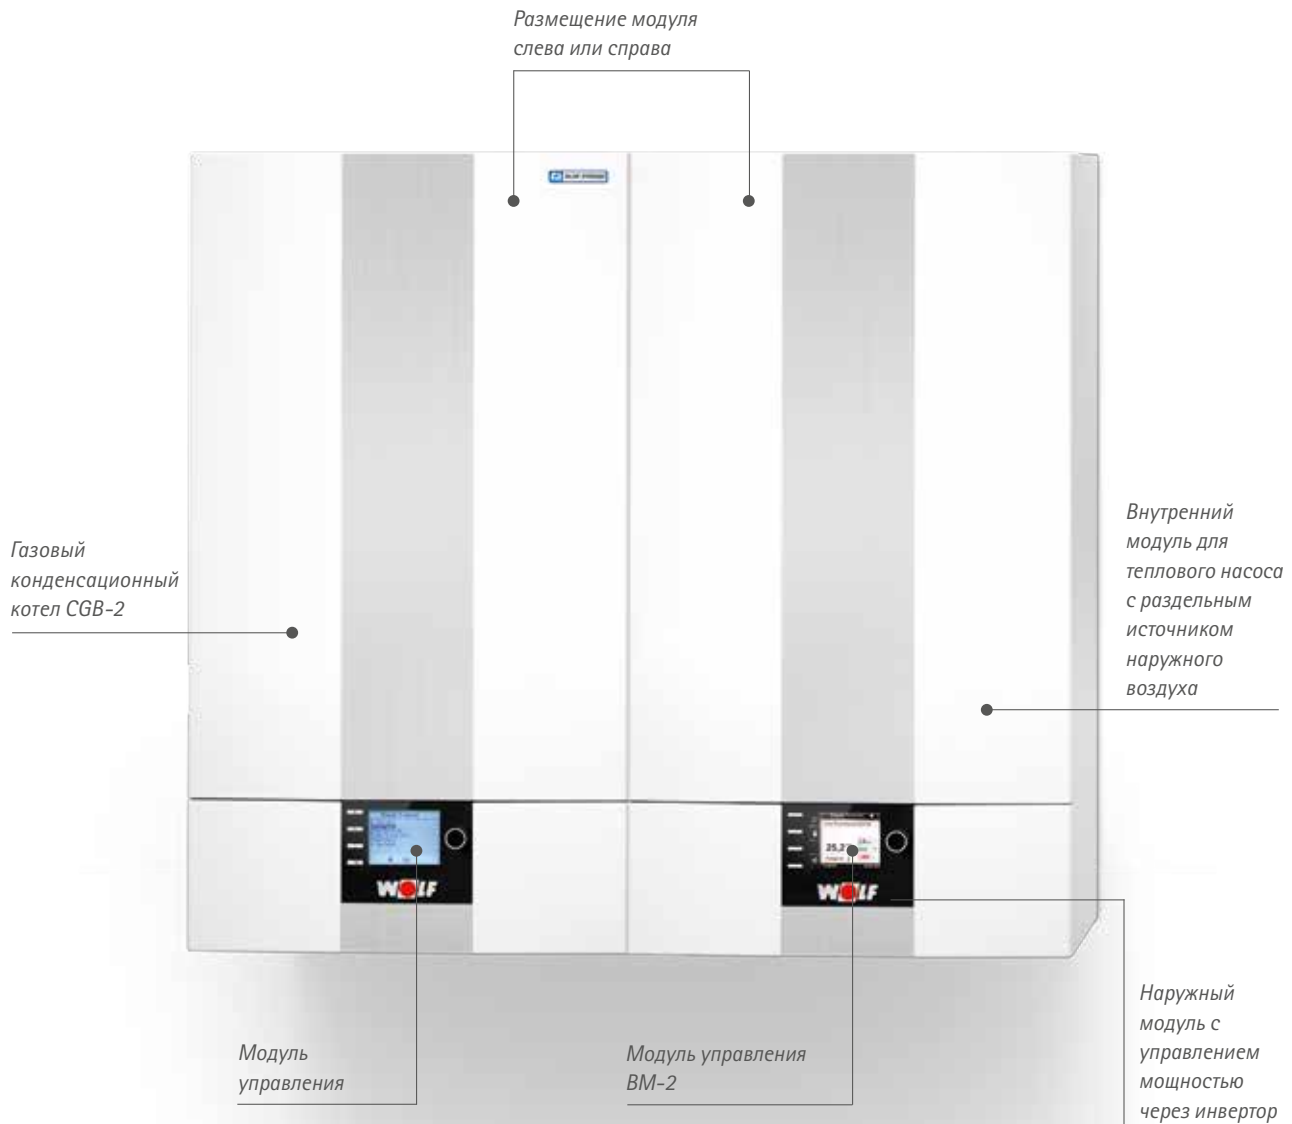 Размещение модуля
слева или справа
Газовый
конденсационный
котел CGB-2
Внутренний
модуль для
теплового насоса
с раздельным
источником
наружного
воздуха
25,2
WOLF
WOLF
Модуль
управления
Модуль управления
BM-2
Наружный
модуль с
управлением
мощностью
через инвертор